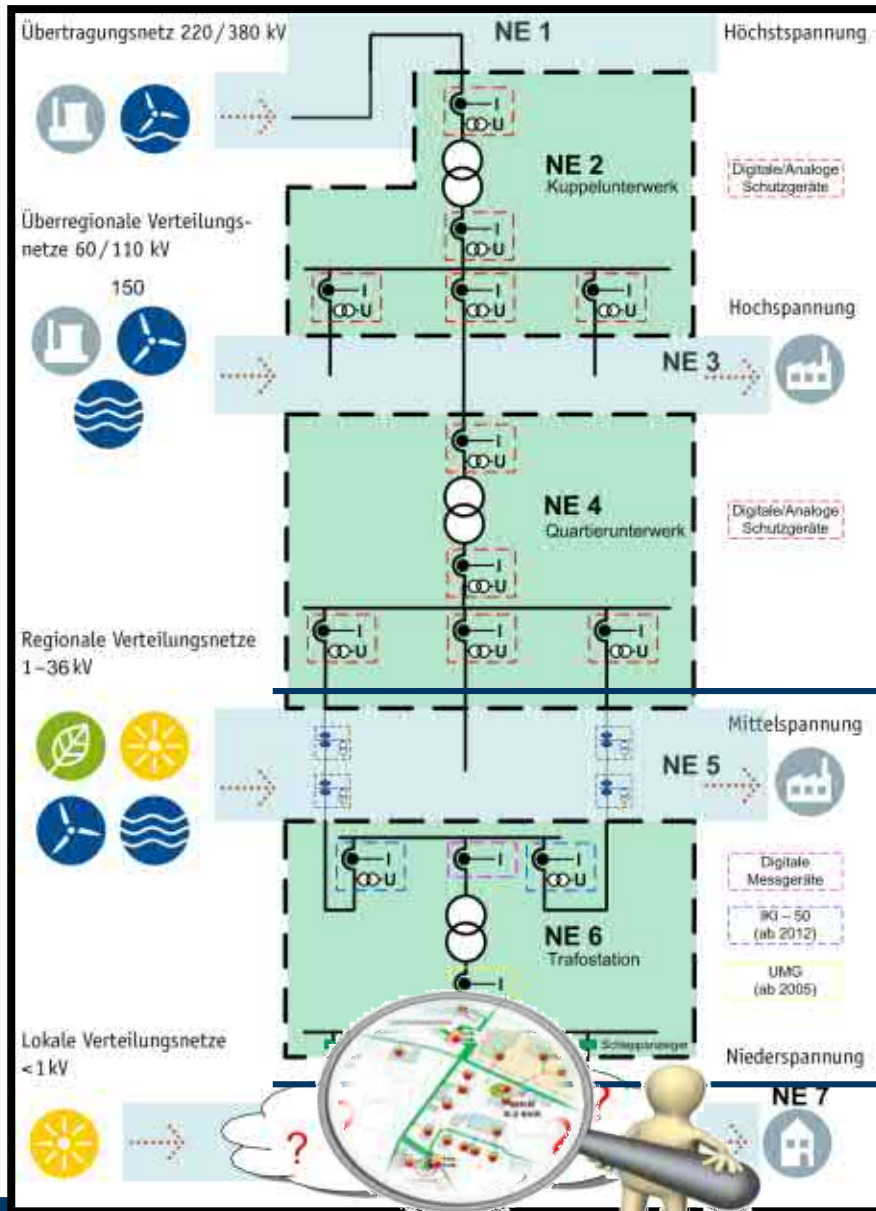 Übertragungsnetz 220/380 kV
NE 1
Höchstspannung
I
U
NE 2
Kuppelunterwerk
Digitale/Analoge
Schutzgeräte
I
U
Überregionale Verteilungs-
netze 60/110 kV
150
I
U
I
U
I
U
Hochspannung
NE 3
I
U
NE 4
Quartierunterwerk
Digitale/Analoge
Schutzgeräte
I
U
I
U
I
U
I
U
Regionale Verteilungsnetze
1–36 kV
Mittelspannung
NE 5
I
U
I
I
U
Digitale
Messgeräte
IKI – 50
(ab 2012)
NE 6
Trafostation
I
UMG
(ab 2005)
Lokale Verteilungsnetze
<1kV
Schleppanzeiger
Niederspannung
NE 7
?
?
?